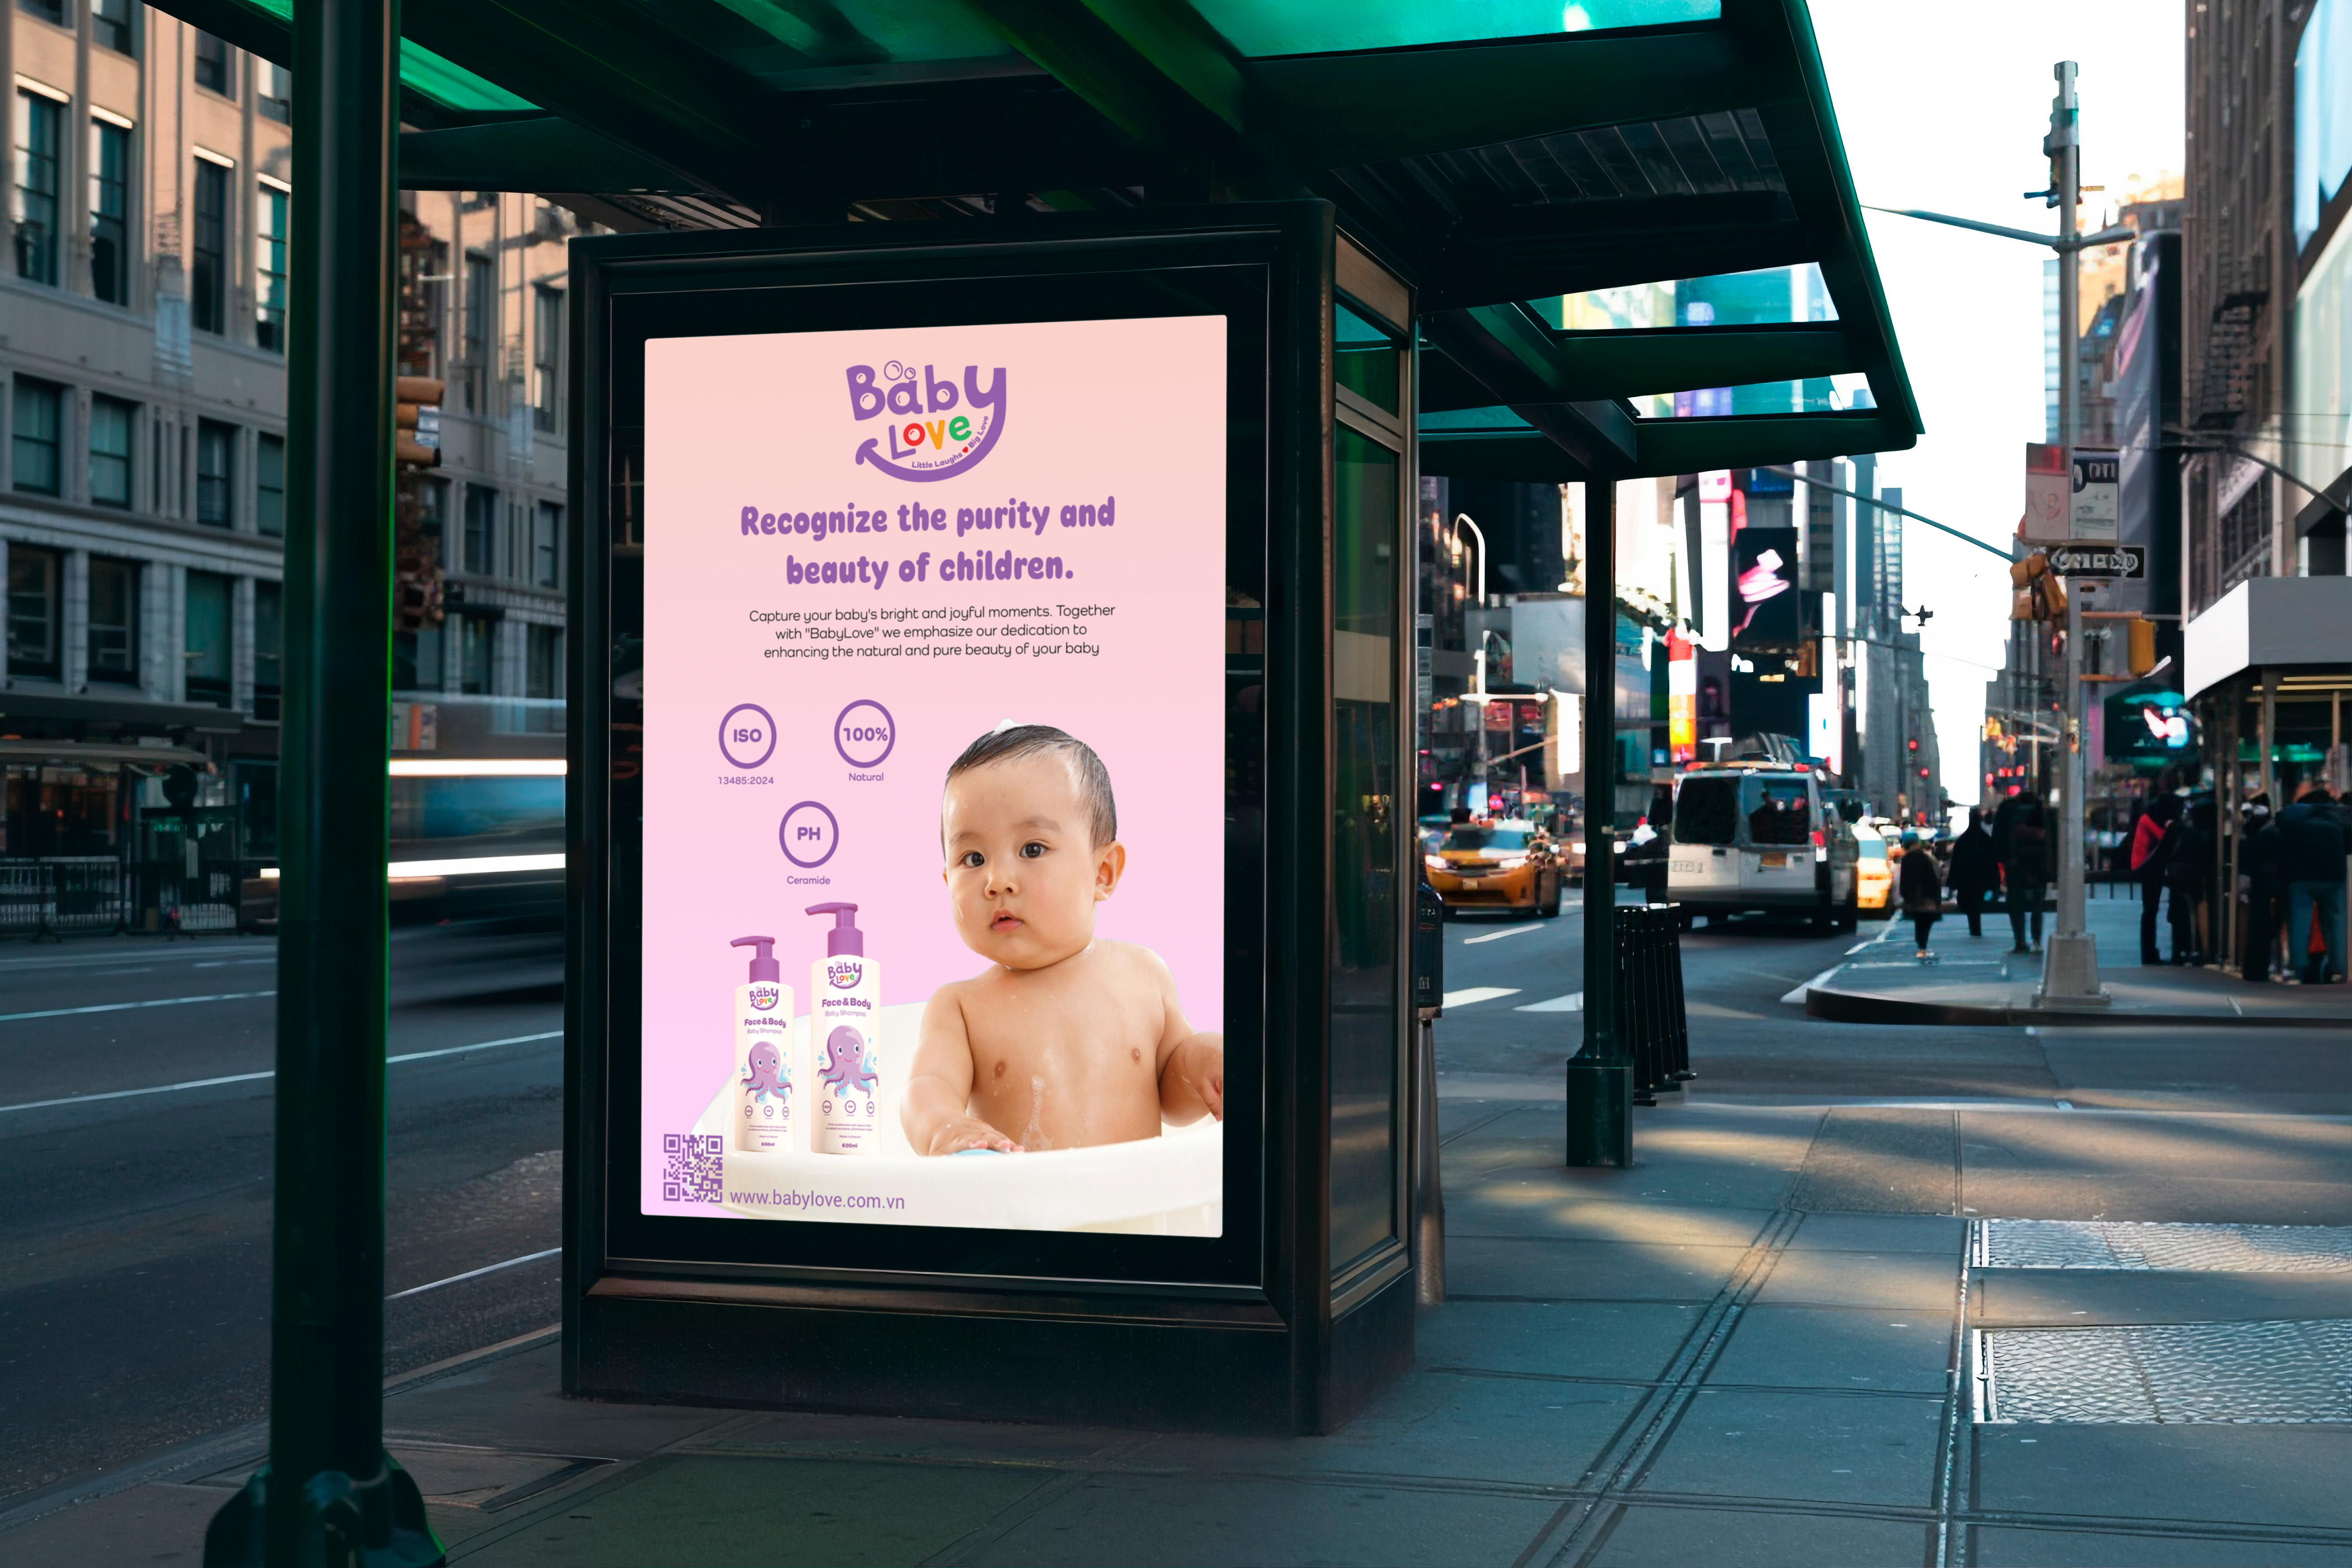 Baby
Love
Little Laughs Big Love
Recognize the purity and
beauty of children.
Capture your baby's bright and joyful moments. Together
with "BabyLove" we emphasize our dedication to
enhancing the natural and pure beauty of your baby
ISO
100%
13485:2024
Natural
PH
Ceramide
Baby
Love
Face & Body
Baby Shampoo
600ml
Baby
Love
Face & Body
Baby Shampoo
600ml
www.babylove.com.vn